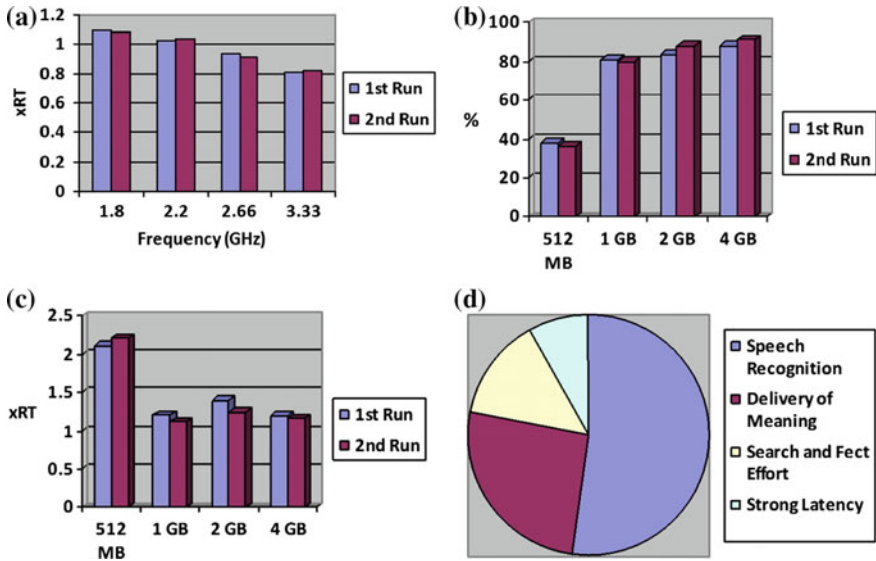 (a)
1.2
1
0.8
0.6
0.4
0.2
0
xRT
1.8 2.2 2.66 3.33
Frequency (GHz)
1st Run
2nd Run
(b)
100
80
60
40
20
0
%
512 MB 1 GB 2 GB 4 GB
1st Run
2nd Run
(c)
2.5
2
1.5
1
0.5
0
xRT
512 MB 1 GB 2 GB 4 GB
1st Run
2nd Run
(d)
Speech
Recognition
Delivery of
Meaning
Search and Fect
Effort
Strong Latency